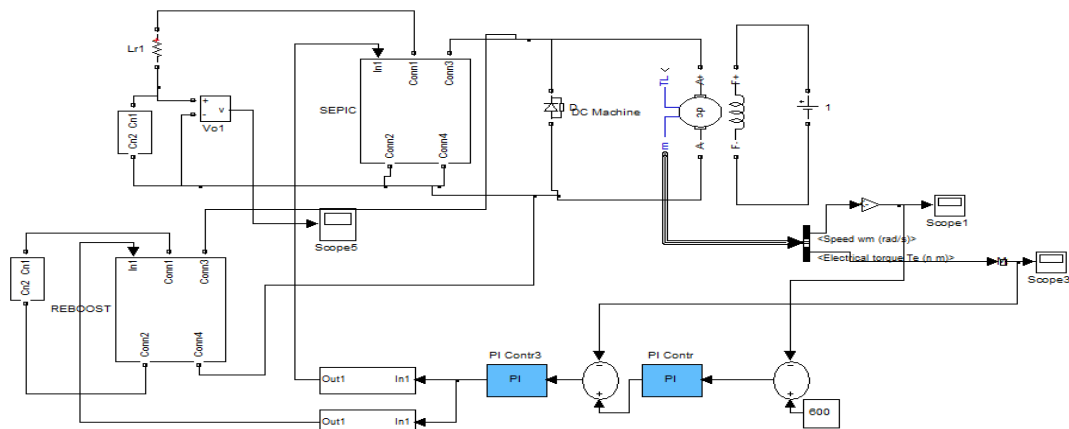 Lr1
Cn2 Cn1
+
-
v
Vo1
In1
Conn1
Conn3
SEPIC
Conn2
Conn4
D
DC Machine
TL
m
A+
dc
A-
F+
F-
+
1
Scope5
<Speed wm (rad/s)>
<Electrical torque Te (n m)>
Scope1
Scope3
Cn2 Cn1
REBOOST
In1
Conn1
Conn3
Conn2
Conn4
PI Contr3
PI Contr
PI
PI
Out1 In1
Out1 In1
−
+
−
+
600